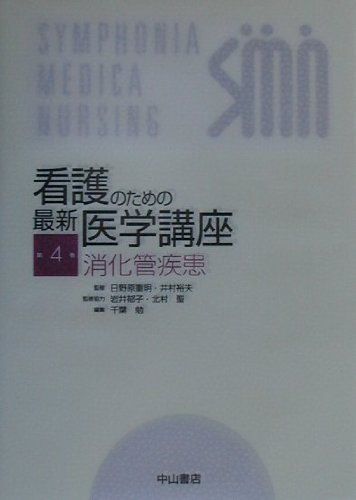 SYMPHONIA
MEDICA
NURSING
SMN
看護のための
最新医学講座
第4巻 消化管疾患
監修 日野原重明・井村裕夫
監修協力 岩井郁子・北村 聖
編集 千葉 勉
中山書店